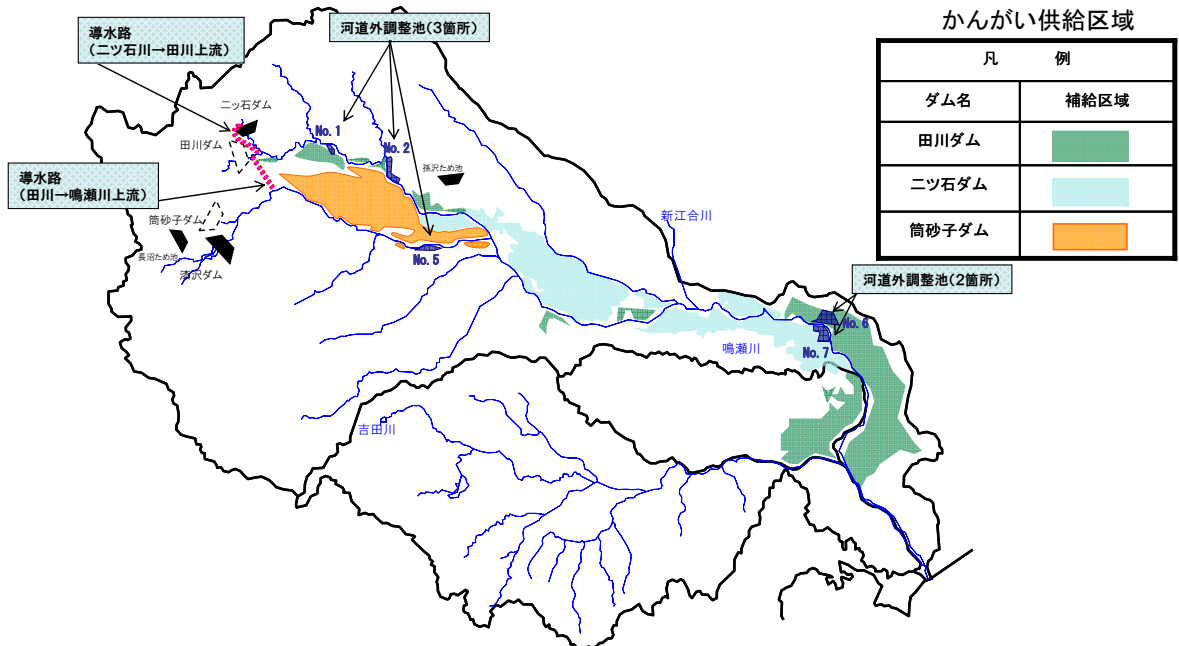 かんがい供給区域
凡　　例
ダム名
補給区域
田川ダム
二ツ石ダム
筒砂子ダム
導水路
（二ツ石川→田川上流）
河道外調整池(3箇所)
二ッ石ダム
田川ダム
No.1
No.2
孫沢ため池
導水路
（田川→鳴瀬川上流）
筒砂子ダム
長沼ため池
漆沢ダム
No.5
新江合川
河道外調整池(2箇所)
No.6
No.7
鳴瀬川
吉田川